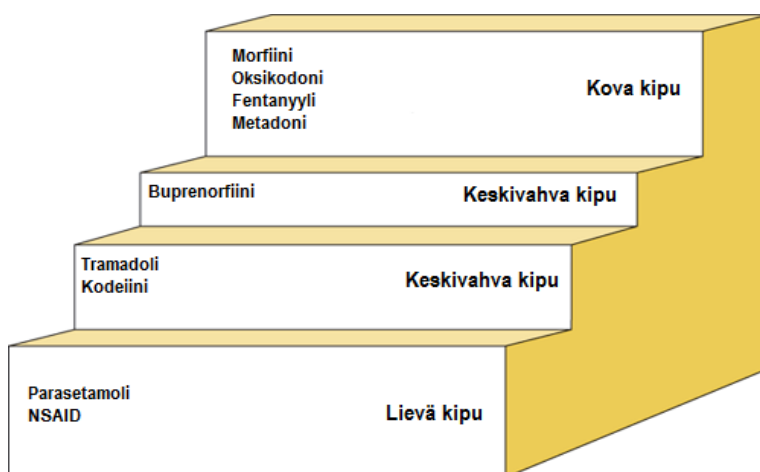 Morfiini
Oksikodoni
Fentanyyli
Metadoni
Kova kipu
Buprenorfiini
Keskivahva kipu
Tramadoli
Kodeiini
Keskivahva kipu
Parasetamoli
NSAID
Lievä kipu